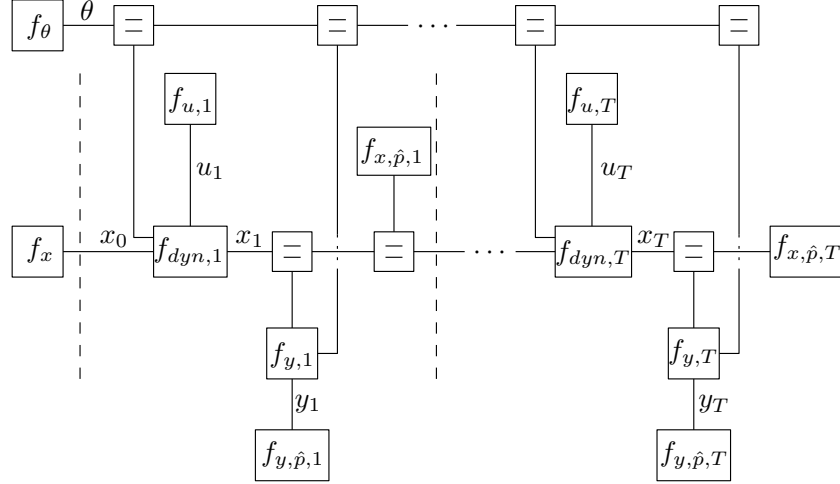 f_θ θ = = ··· = =
f_{u,1} f_{u,T}
f_{x,p̂,1}
u_1 u_T
f_x x_0 f_{dyn,1} x_1 = = ··· f_{dyn,T} x_T = f_{x,p̂,T}
f_{y,1} f_{y,T}
y_1 y_T
f_{y,p̂,1} f_{y,p̂,T}